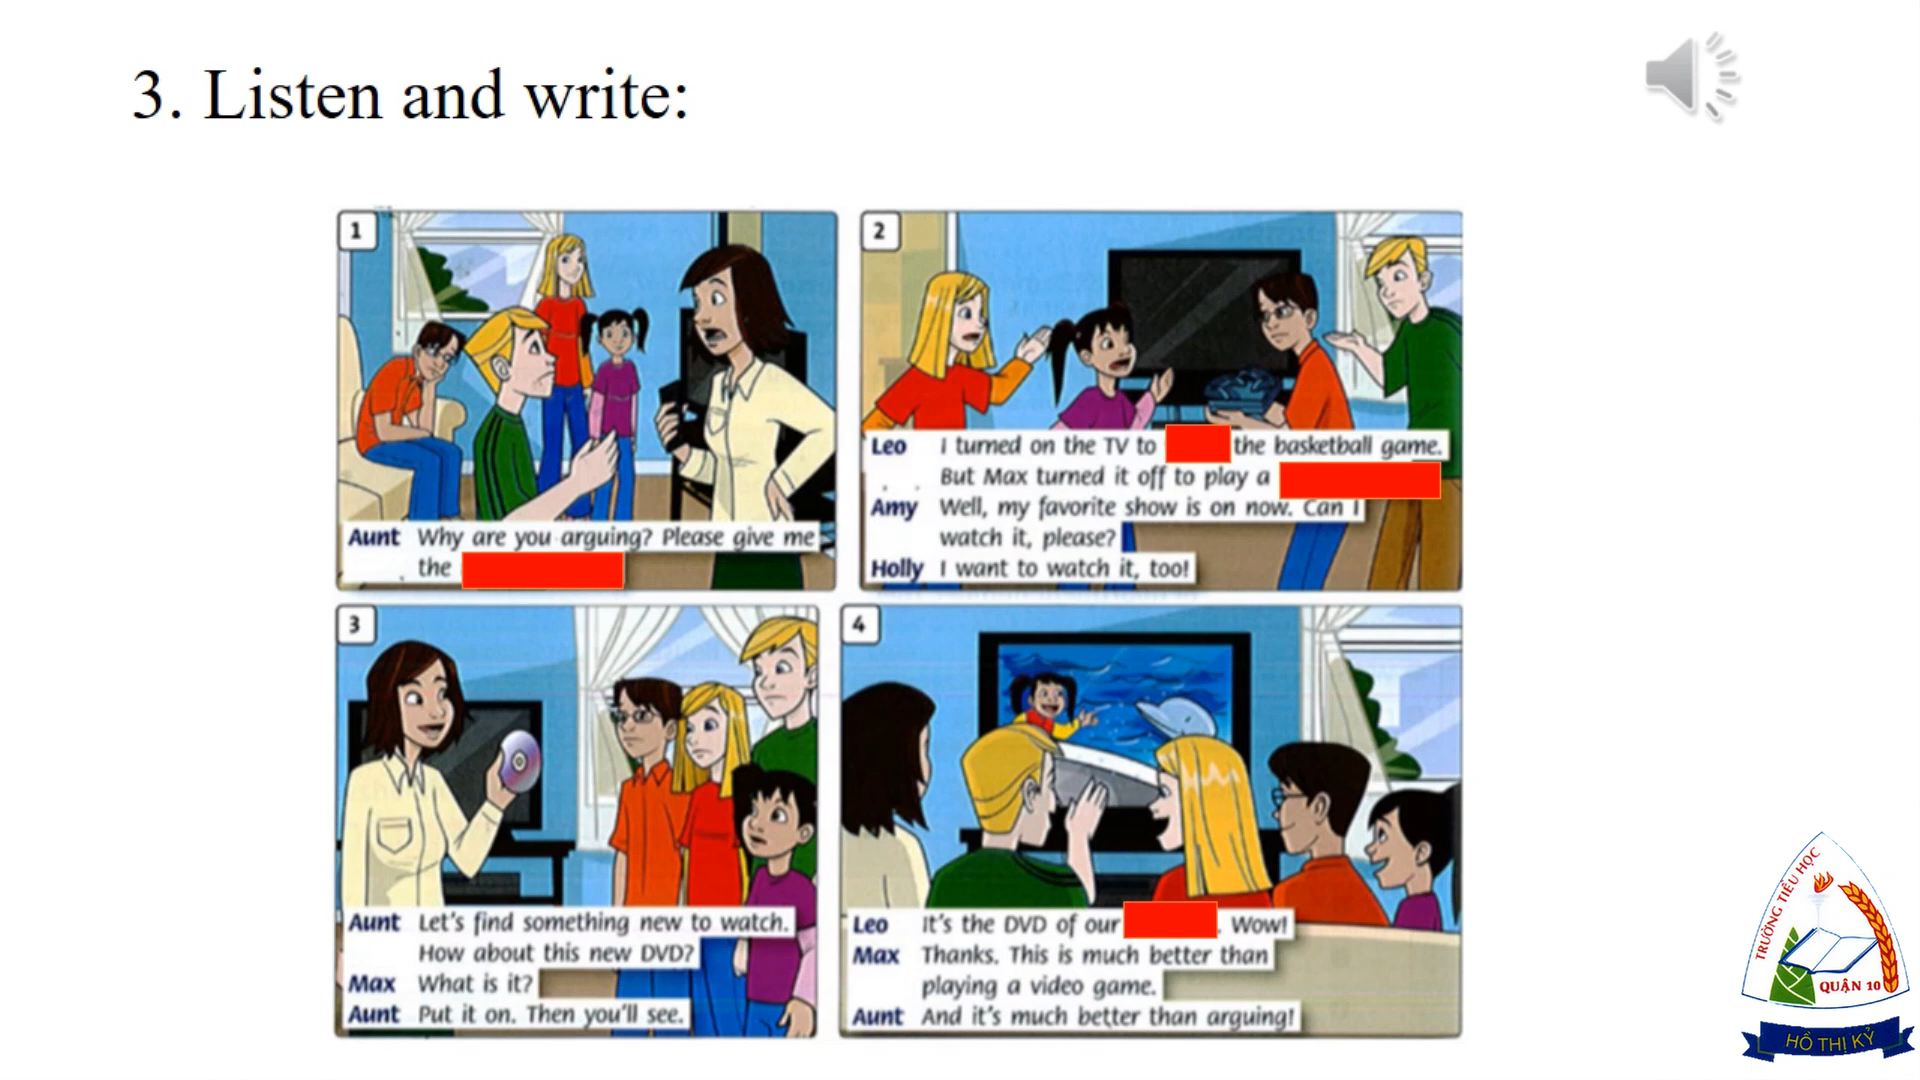 3. Listen and write:
1
Aunt Why are you arguing? Please give me
the
2
Leo I turned on the TV to the basketball game.
But Max turned it off to play a
Amy Well, my favorite show is on now. Can I
watch it, please?
Holly I want to watch it, too!
3
Aunt Let's find something new to watch.
How about this new DVD?
Max What is it?
Aunt Put it on. Then you'll see.
4
Leo It's the DVD of our . Wow!
Max Thanks. This is much better than
playing a video game.
Aunt And it's much better than arguing!
TRƯỜNG TIỂU HỌC
QUẬN 10
HỒ THỊ KỶ